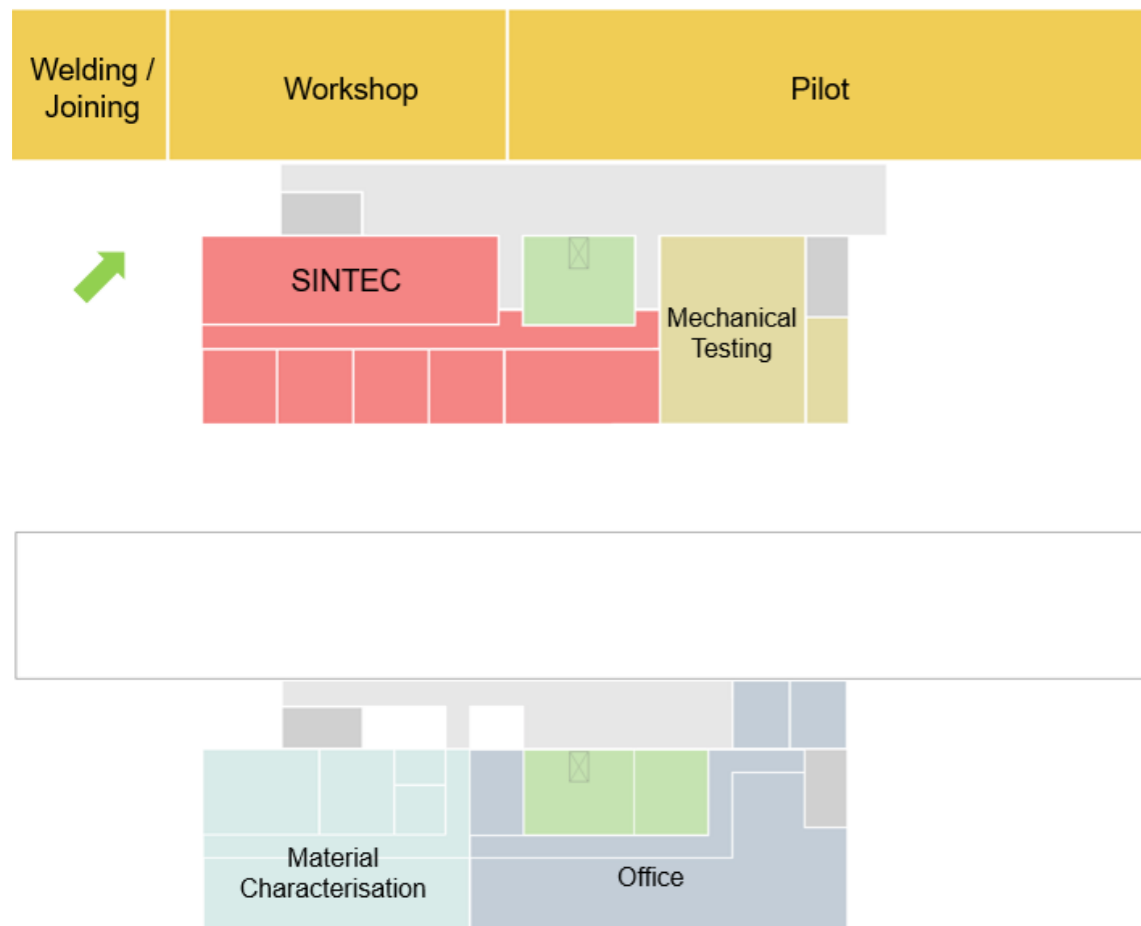 Welding /
Joining
Workshop
Pilot
SINTEC
Mechanical
Testing
Material
Characterisation
Office